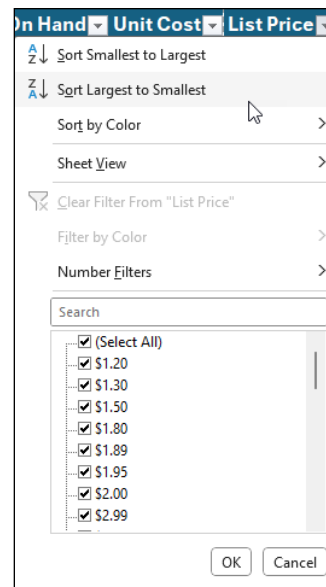 On Hand Unit Cost List Price
Sort Smallest to Largest
Sort Largest to Smallest
Sort by Color
Sheet View
Clear Filter From "List Price"
Filter by Color
Number Filters
Search
(Select All)
$1.20
$1.30
$1.50
$1.80
$1.89
$1.95
$2.00
$2.99
OK Cancel